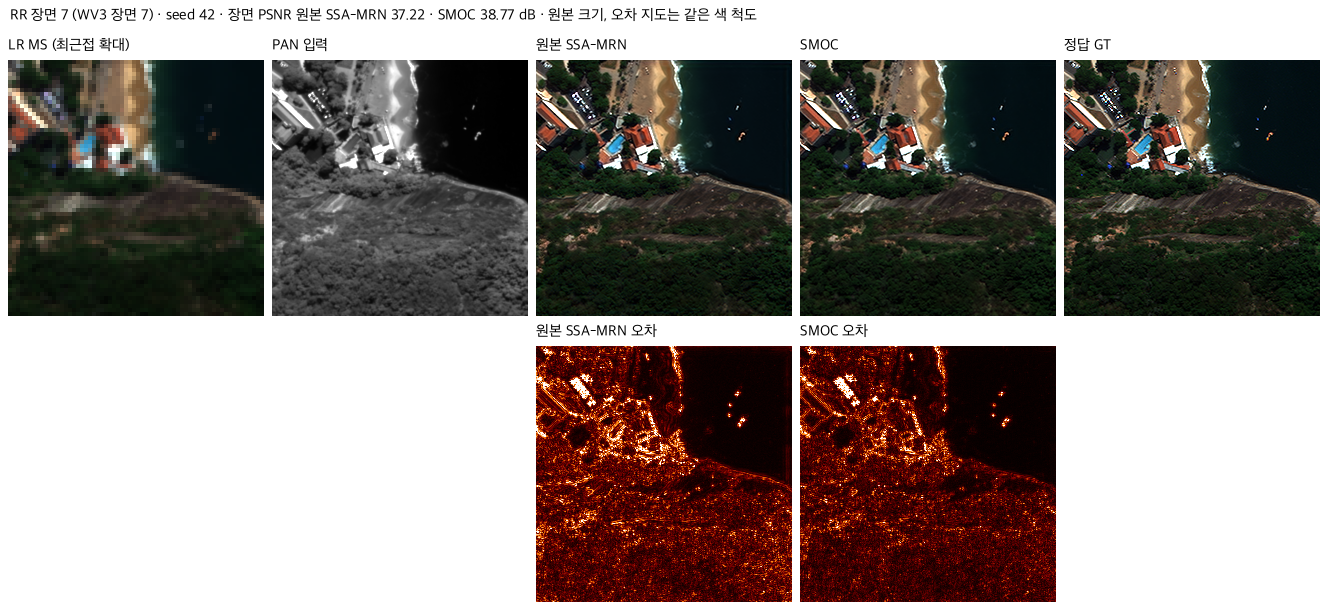 RR 장면 7 (WV3 장면 7) · seed 42 · 장면 PSNR 원본 SSA-MRN 37.22 · SMOC 38.77 dB · 원본 크기, 오차 지도는 같은 색 척도
LR MS (최근접 확대)
PAN 입력
원본 SSA-MRN
SMOC
정답 GT
원본 SSA-MRN 오차
SMOC 오차